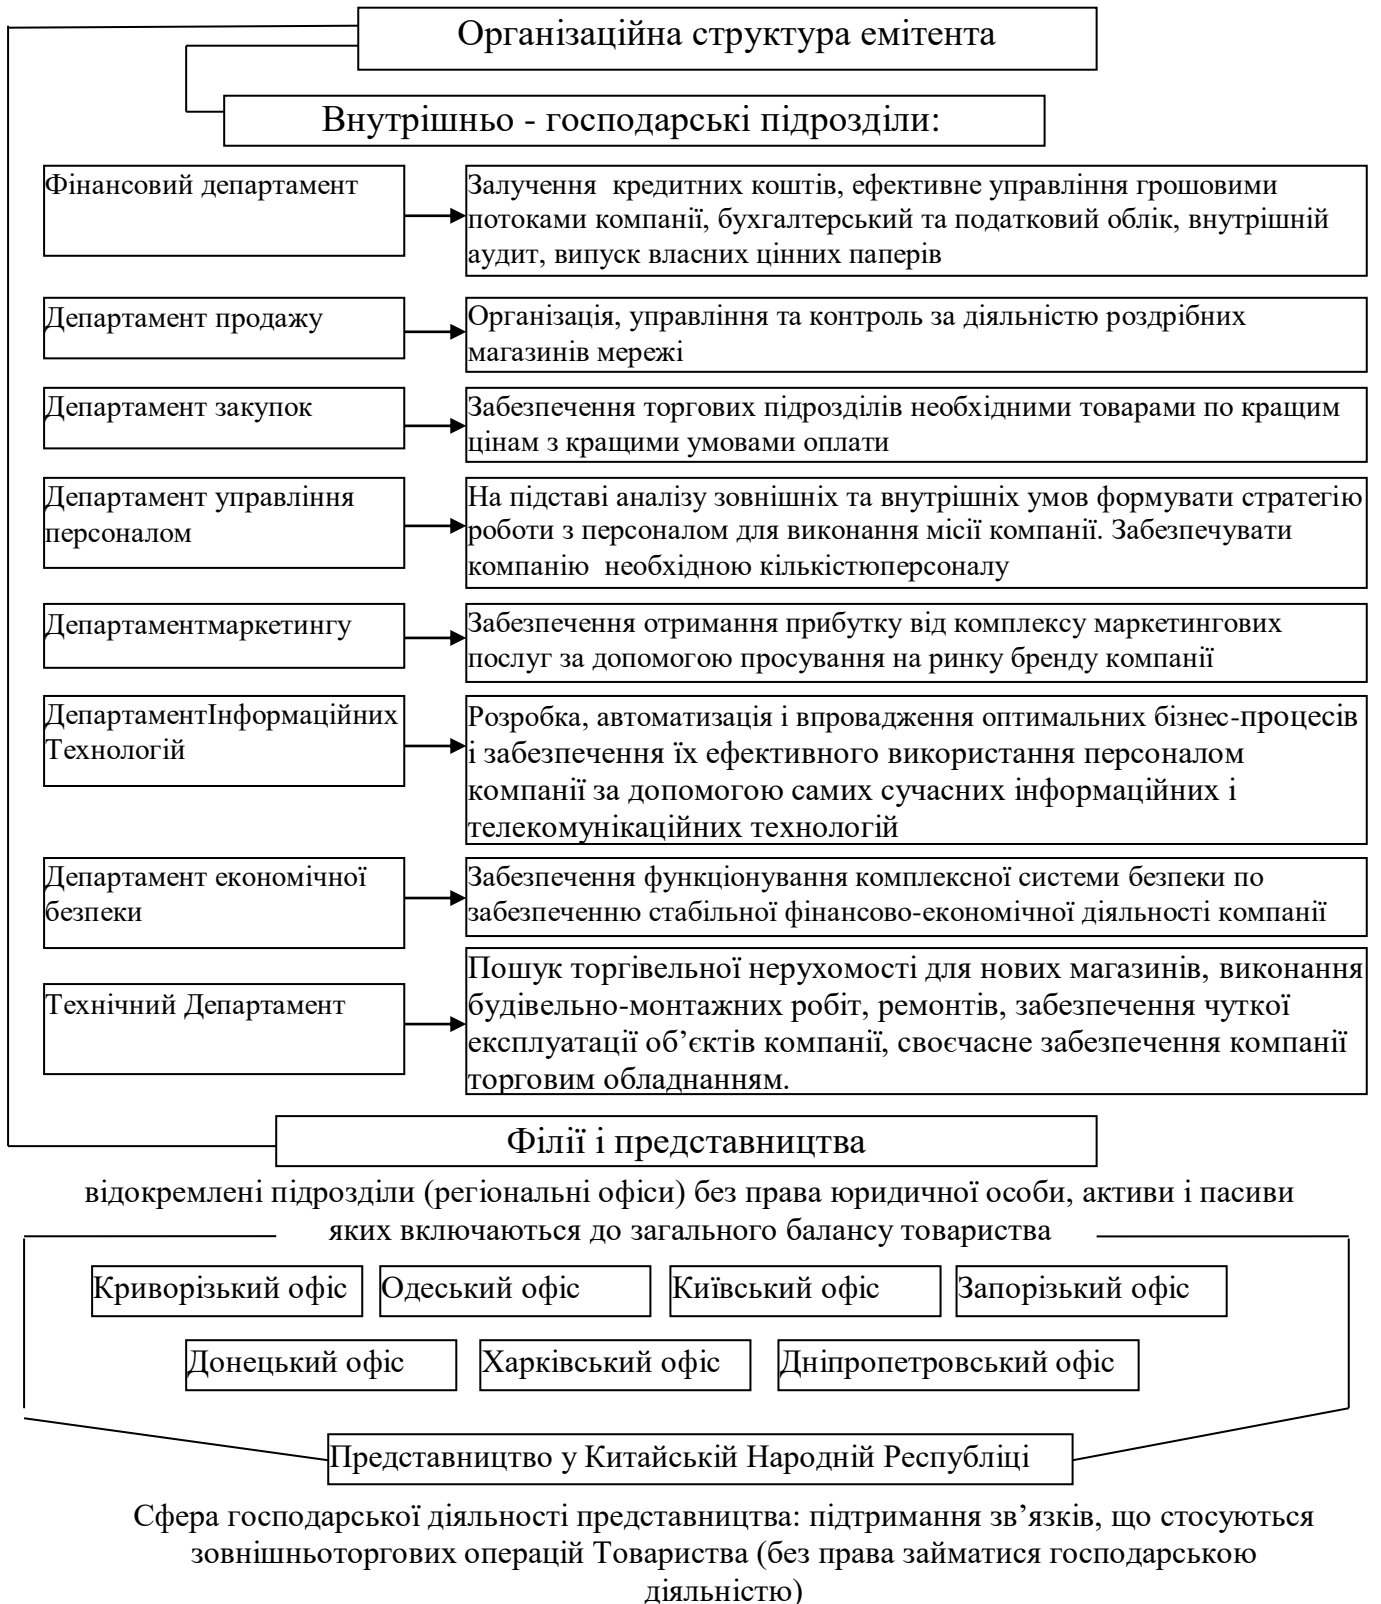 Організаційна структура емітента
Внутрішньо - господарські підрозділи:
Фінансовий департамент
Залучення кредитних коштів, ефективне управління грошовими
потоками компанії, бухгалтерський та податковий облік, внутрішній
аудит, випуск власних цінних паперів
Департамент продажу
Організація, управління та контроль за діяльністю роздрібних
магазинів мережі
Департамент закупок
Забезпечення торгових підрозділів необхідними товарами по кращим
цінам з кращими умовами оплати
Департамент управління
персоналом
На підставі аналізу зовнішніх та внутрішніх умов формувати стратегію
роботи з персоналом для виконання місії компанії. Забезпечувати
компанію необхідною кількістюперсоналу
Департаментмаркетингу
Забезпечення отримання прибутку від комплексу маркетингових
послуг за допомогою просування на ринку бренду компанії
ДепартаментІнформаційних
Технологій
Розробка, автоматизація і впровадження оптимальних бізнес-процесів
і забезпечення їх ефективного використання персоналом
компанії за допомогою самих сучасних інформаційних і
телекомунікаційних технологій
Департамент економічної
безпеки
Забезпечення функціонування комплексної системи безпеки по
забезпеченню стабільної фінансово-економічної діяльності компанії
Технічний Департамент
Пошук торгівельної нерухомості для нових магазинів, виконання
будівельно-монтажних робіт, ремонтів, забезпечення чуткої
експлуатації об’єктів компанії, своєчасне забезпечення компанії
торговим обладнанням.
Філії і представництва
відокремлені підрозділи (регіональні офіси) без права юридичної особи, активи і пасиви
яких включаються до загального балансу товариства
Криворізький офіс
Одеський офіс
Київський офіс
Запорізький офіс
Донецький офіс
Харківський офіс
Дніпропетровський офіс
Представництво у Китайській Народній Республіці
Сфера господарської діяльності представництва: підтримання зв’язків, що стосуються
зовнішньоторгових операцій Товариства (без права займатися господарською
діяльністю)